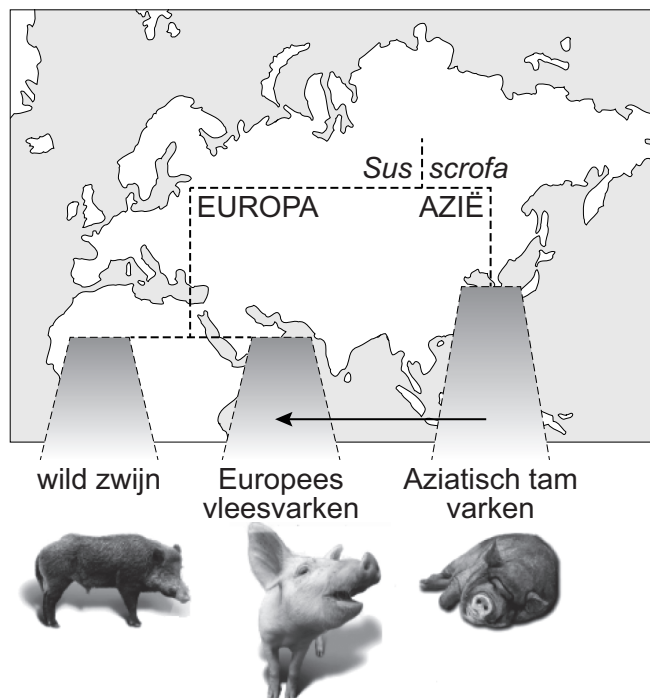 Sus scrofa
EUROPA
AZIË
wild zwijn
Europees
vleesvarken
Aziatisch tam
varken